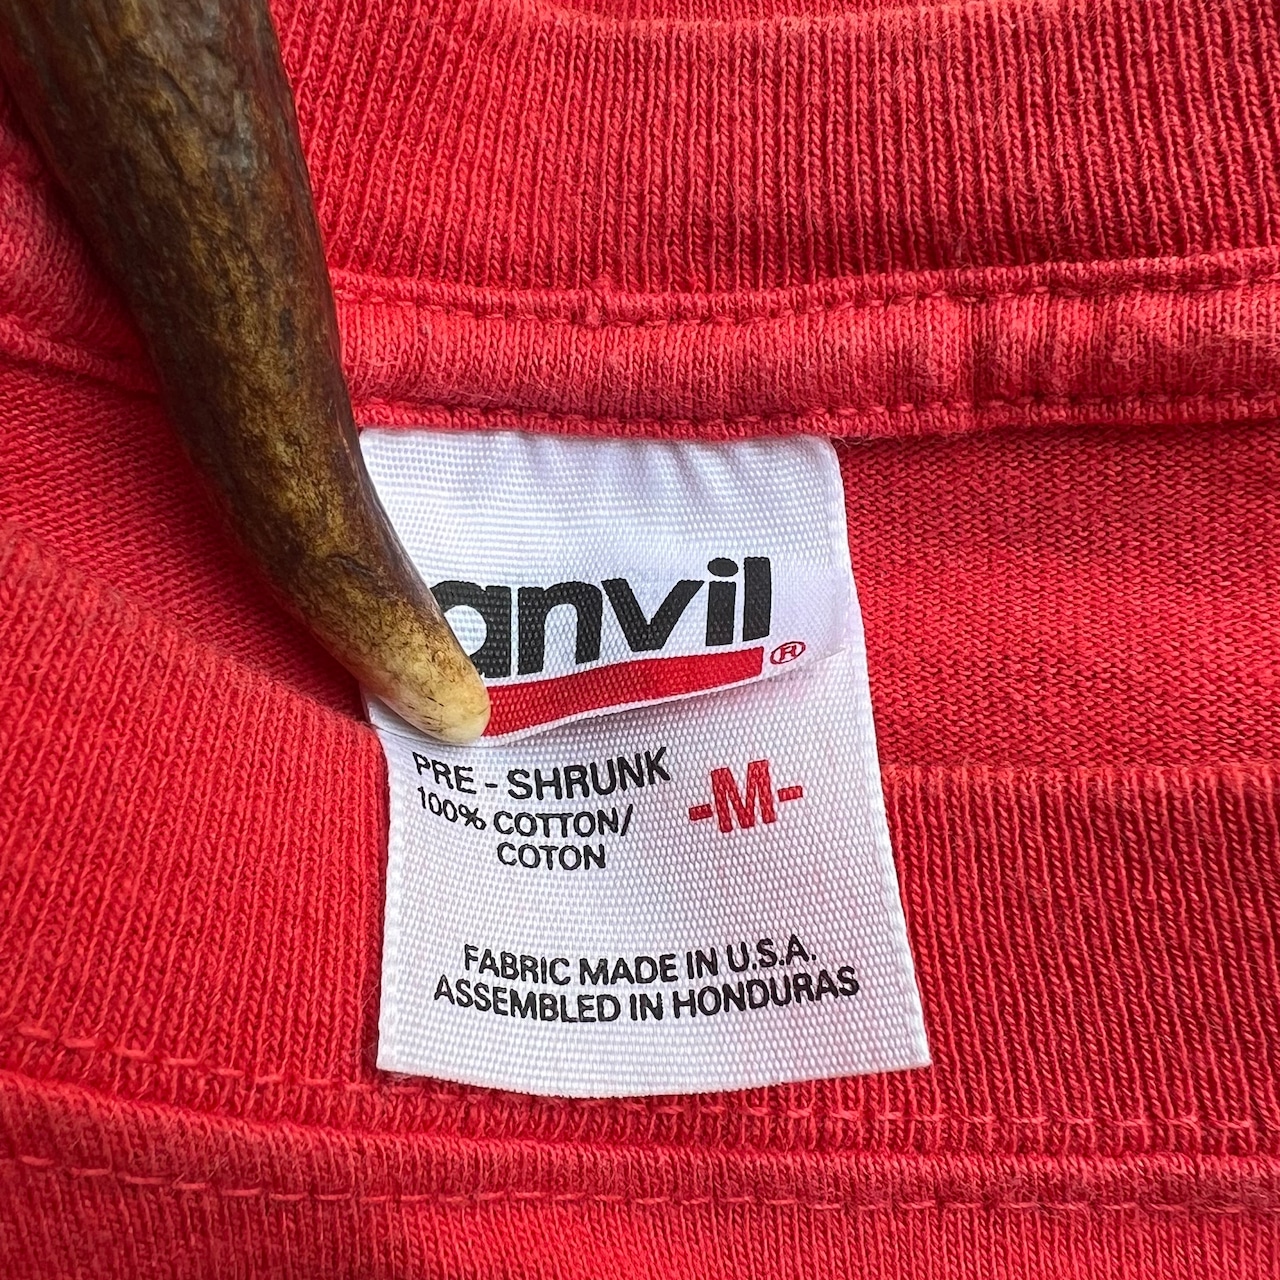 anvil®
PRE - SHRUNK
100% COTTON/
COTON
-M-
FABRIC MADE IN U.S.A.
ASSEMBLED IN HONDURAS